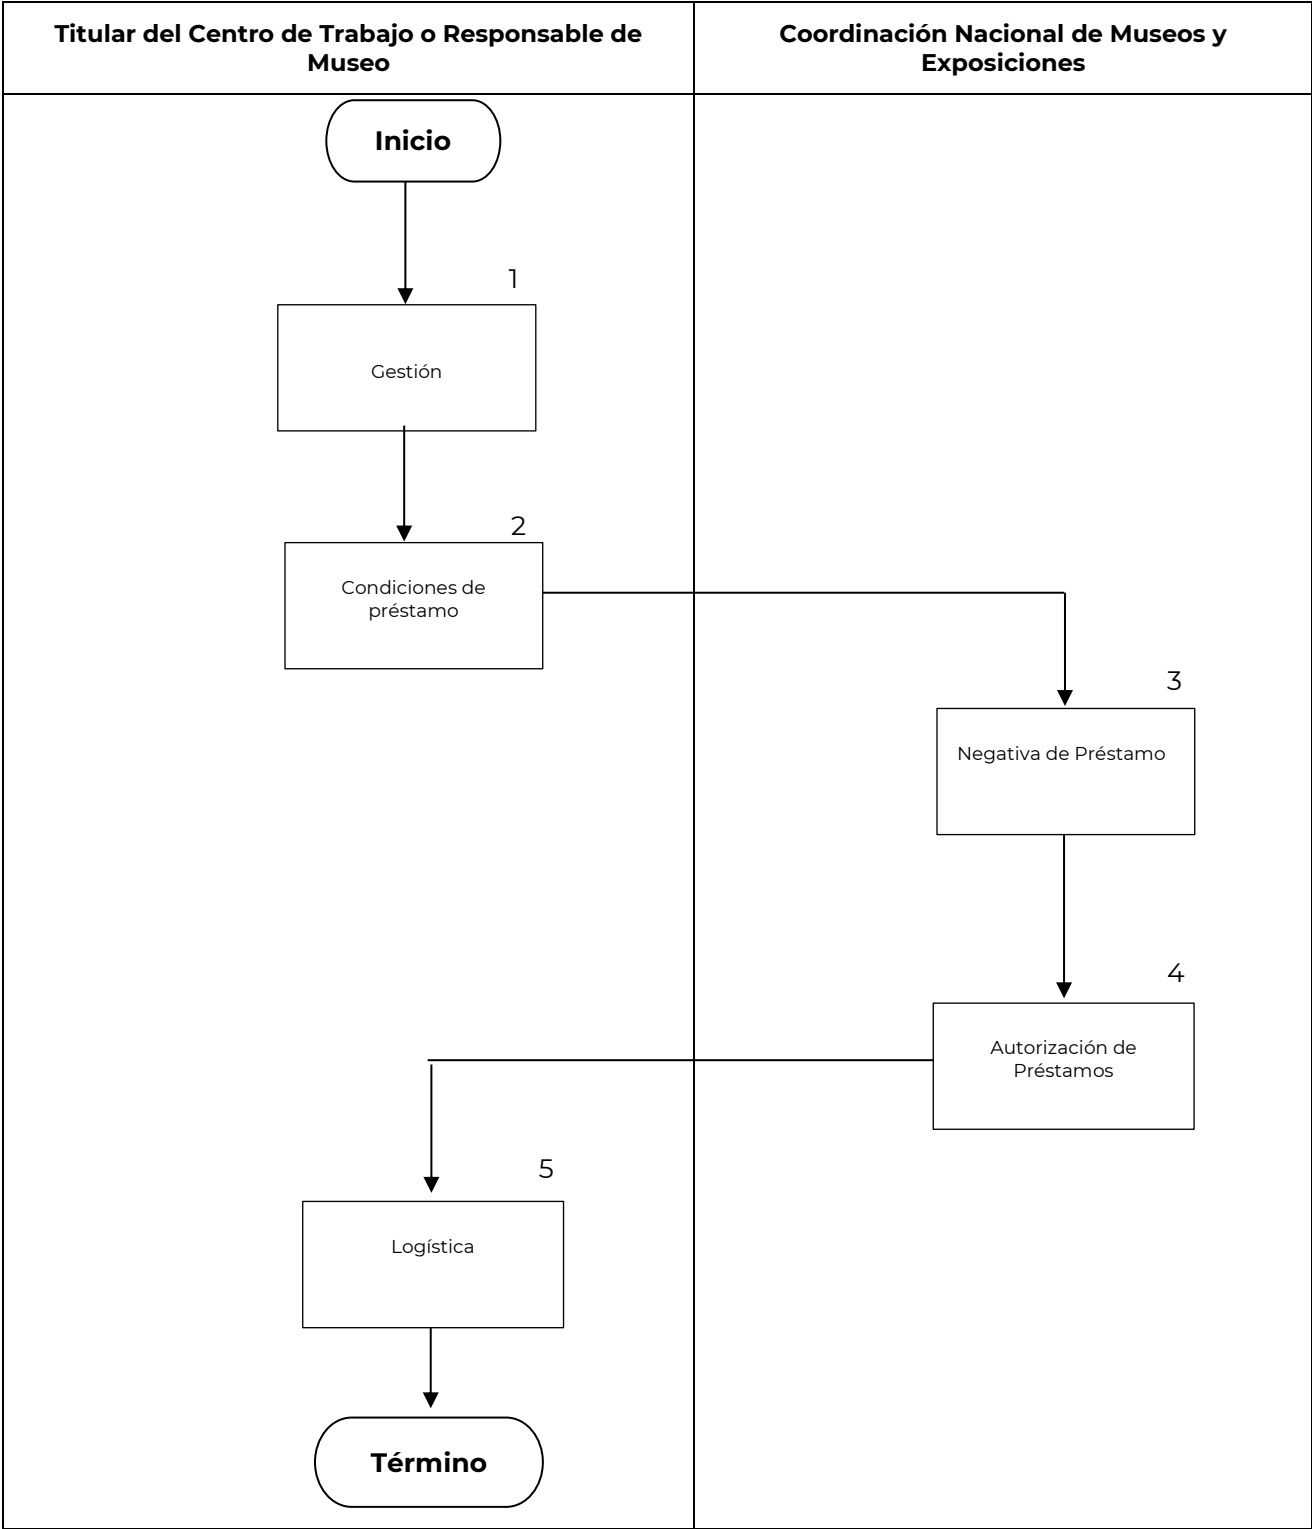 Titular del Centro de Trabajo o Responsable de
Museo
Coordinación Nacional de Museos y
Exposiciones
Inicio
1
Gestión
2
Condiciones de
préstamo
3
Negativa de Préstamo
4
Autorización de
Préstamos
5
Logística
Término